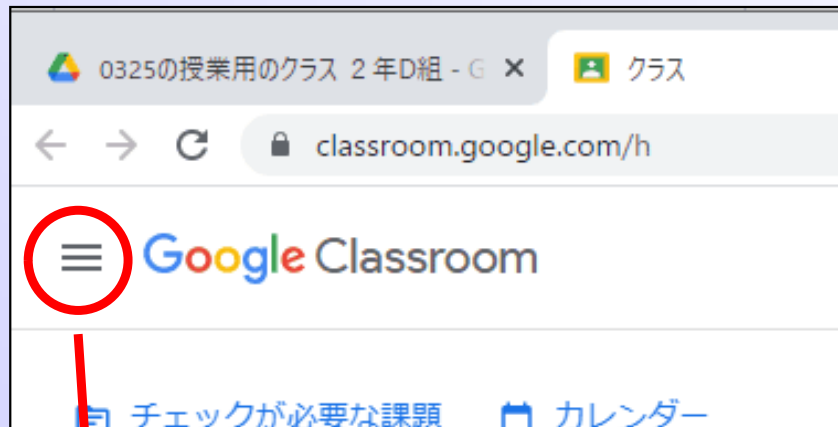 0325の授業用のクラス 2年D組 - G
クラス
classroom.google.com/h
Google Classroom
チェックが必要な課題 カレンダー